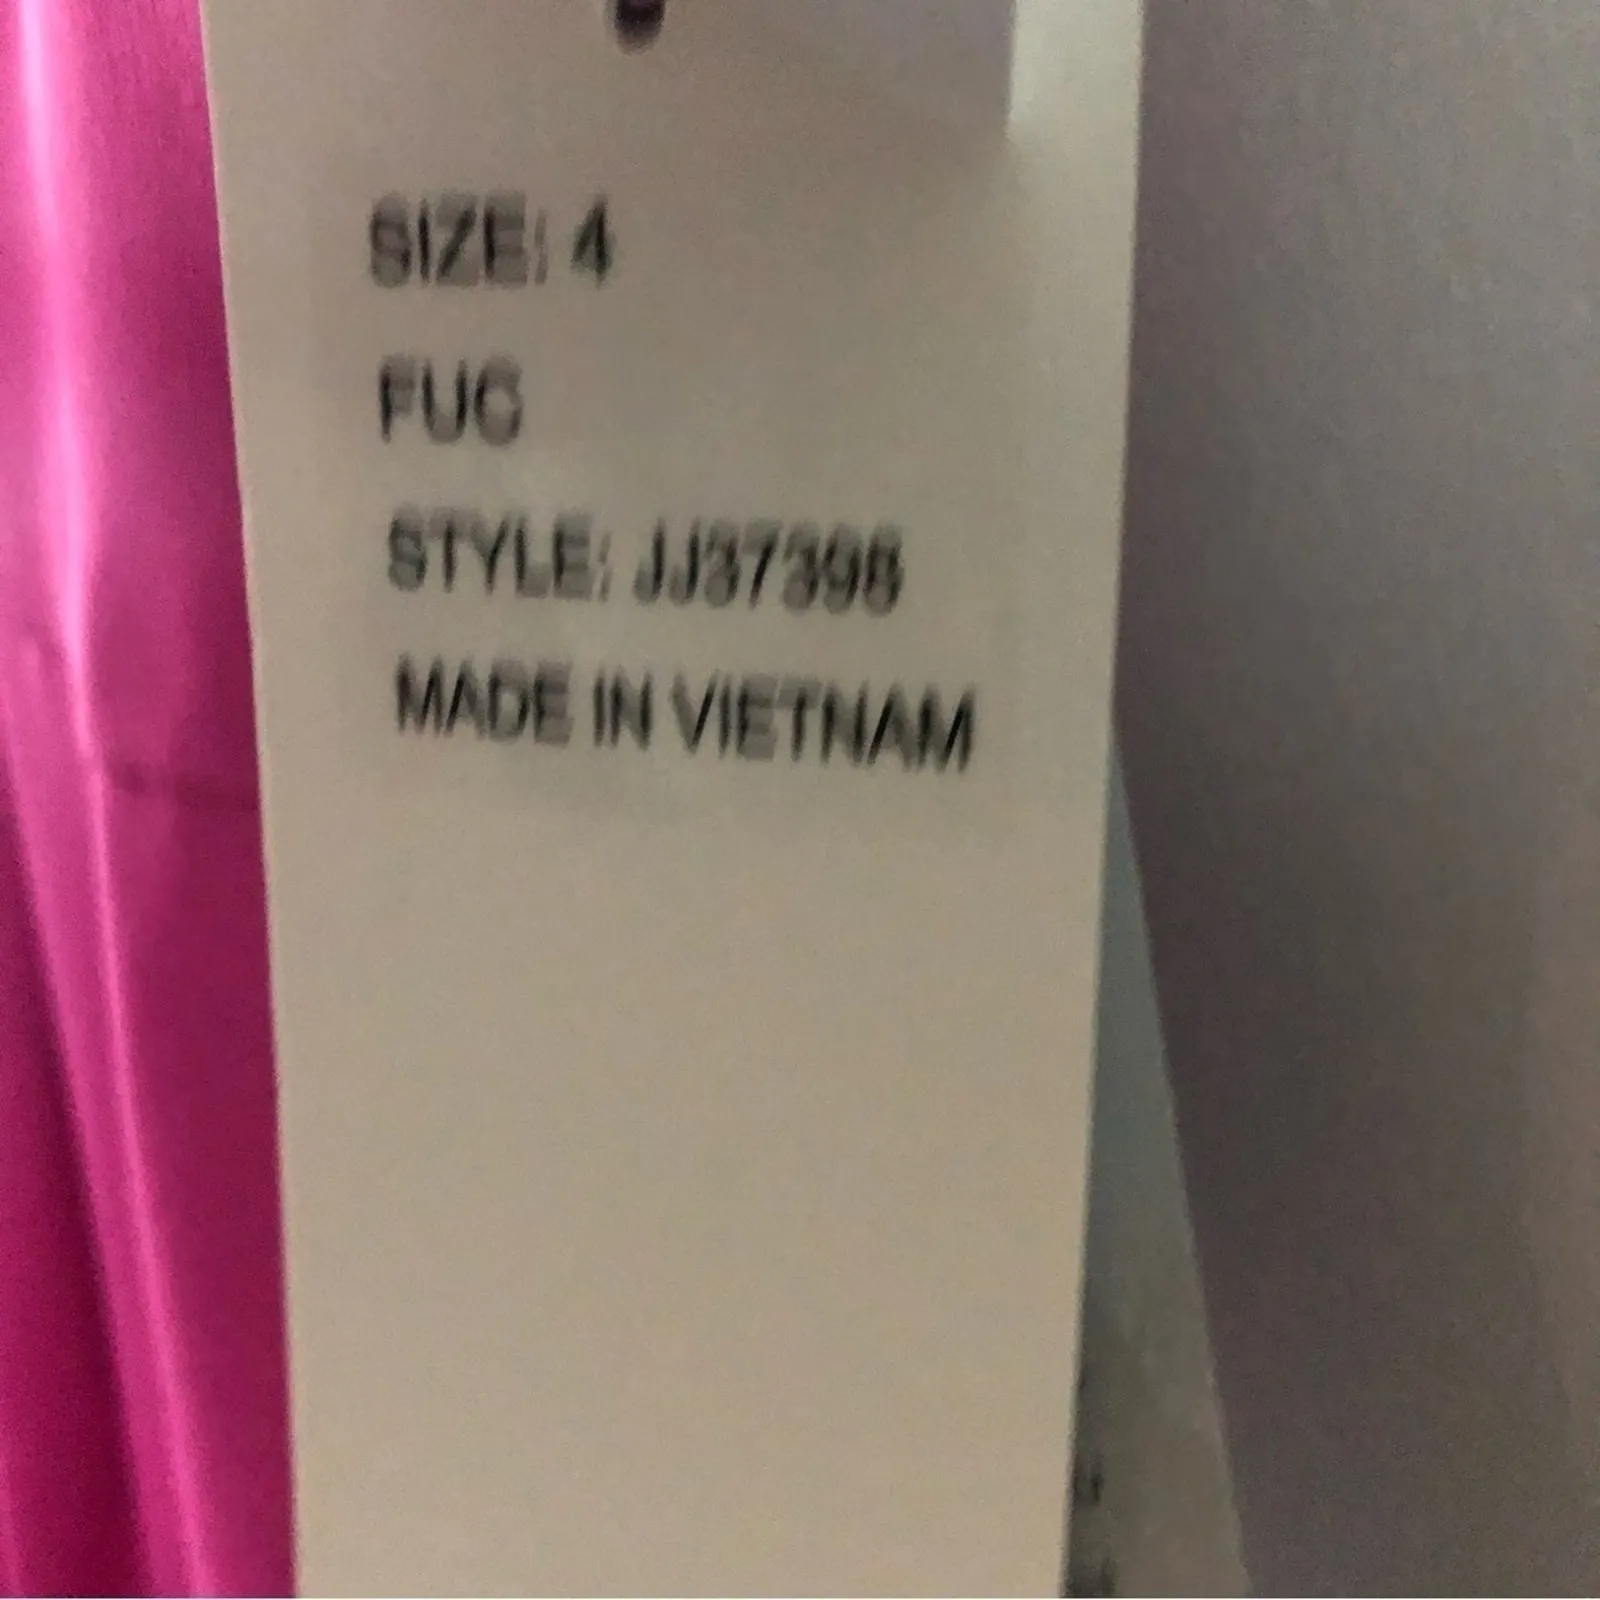 SIZE: 4
FUC
STYLE: JJ37398
MADE IN VIETNAM